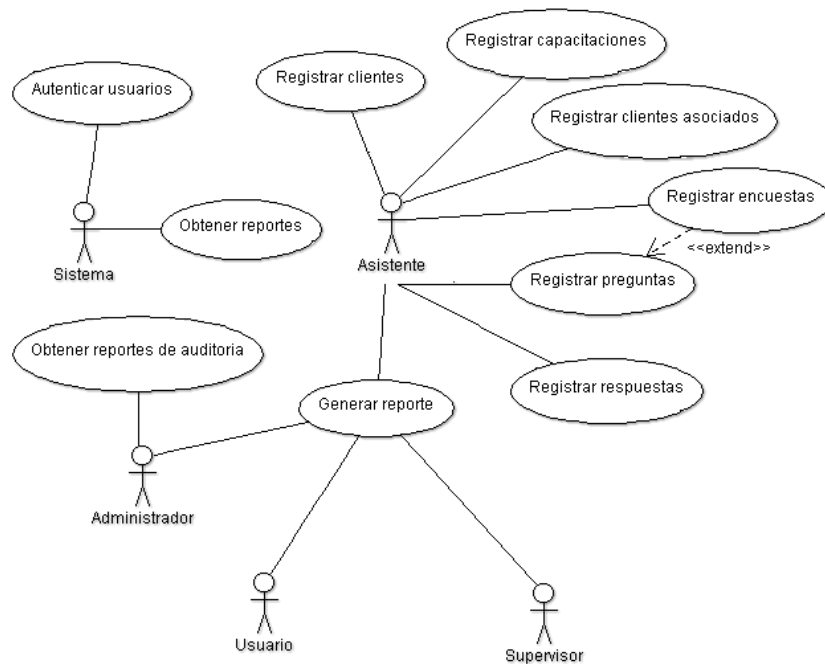 Registrar capacitaciones
Registrar clientes
Autenticar usuarios
Registrar clientes asociados
Registrar encuestas
Obtener reportes
<<extend>>
Asistente
Sistema
Registrar preguntas
Obtener reportes de auditoria
Registrar respuestas
Generar reporte
Administrador
Usuario
Supervisor